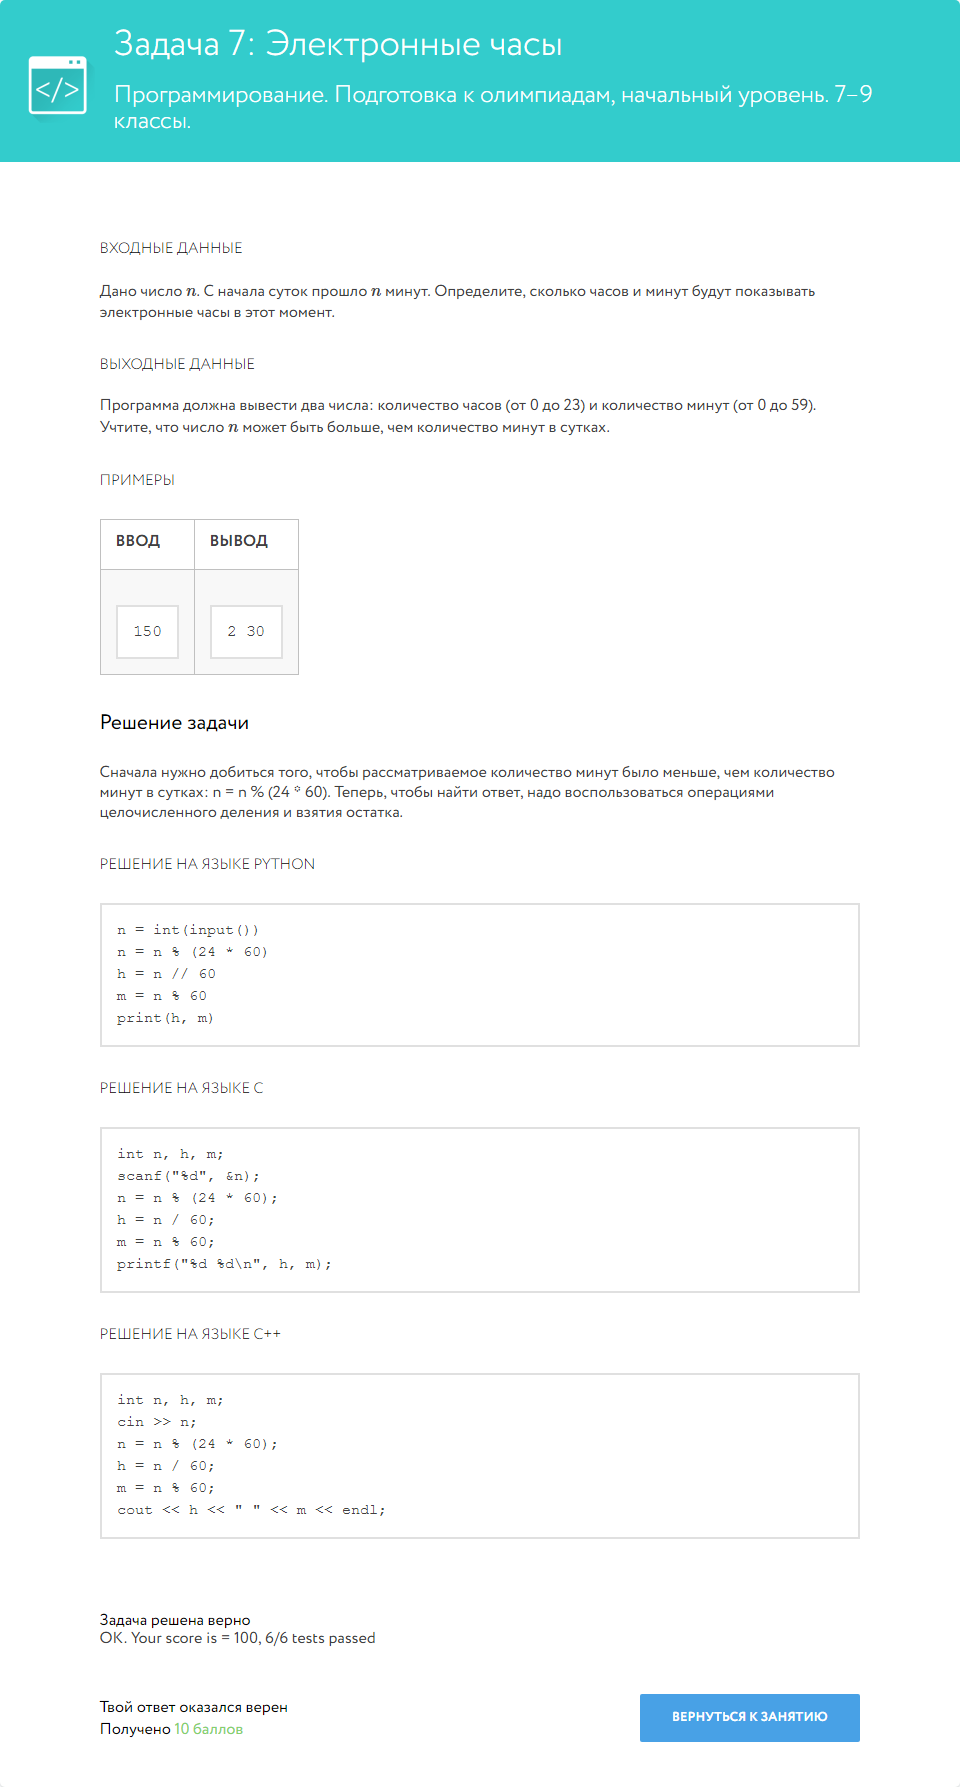 Задача 7: Электронные часы
</>
Программирование. Подготовка к олимпиадам, начальный уровень. 7–9
классы.
ВХОДНЫЕ ДАННЫЕ
Дано число n. С начала суток прошло n минут. Определите, сколько часов и минут будут показывать
электронные часы в этот момент.
ВЫХОДНЫЕ ДАННЫЕ
Программа должна вывести два числа: количество часов (от 0 до 23) и количество минут (от 0 до 59).
Учтите, что число n может быть больше, чем количество минут в сутках.
ПРИМЕРЫ
ВВОД ВЫВОД
150 2 30
Решение задачи
Сначала нужно добиться того, чтобы рассматриваемое количество минут было меньше, чем количество
минут в сутках: n = n % (24 * 60). Теперь, чтобы найти ответ, надо воспользоваться операциями
целочисленного деления и взятия остатка.
РЕШЕНИЕ НА ЯЗЫКЕ PYTHON
n = int(input())
n = n % (24 * 60)
h = n // 60
m = n % 60
print(h, m)
РЕШЕНИЕ НА ЯЗЫКЕ C
int n, h, m;
scanf("%d", &n);
n = n % (24 * 60);
h = n / 60;
m = n % 60;
printf("%d %d\n", h, m);
РЕШЕНИЕ НА ЯЗЫКЕ C++
int n, h, m;
cin >> n;
n = n % (24 * 60);
h = n / 60;
m = n % 60;
cout << h << " " << m << endl;
Задача решена верно
OK. Your score is = 100, 6/6 tests passed
Твой ответ оказался верен
Получено 10 баллов
ВЕРНУТЬСЯ К ЗАНЯТИЮ